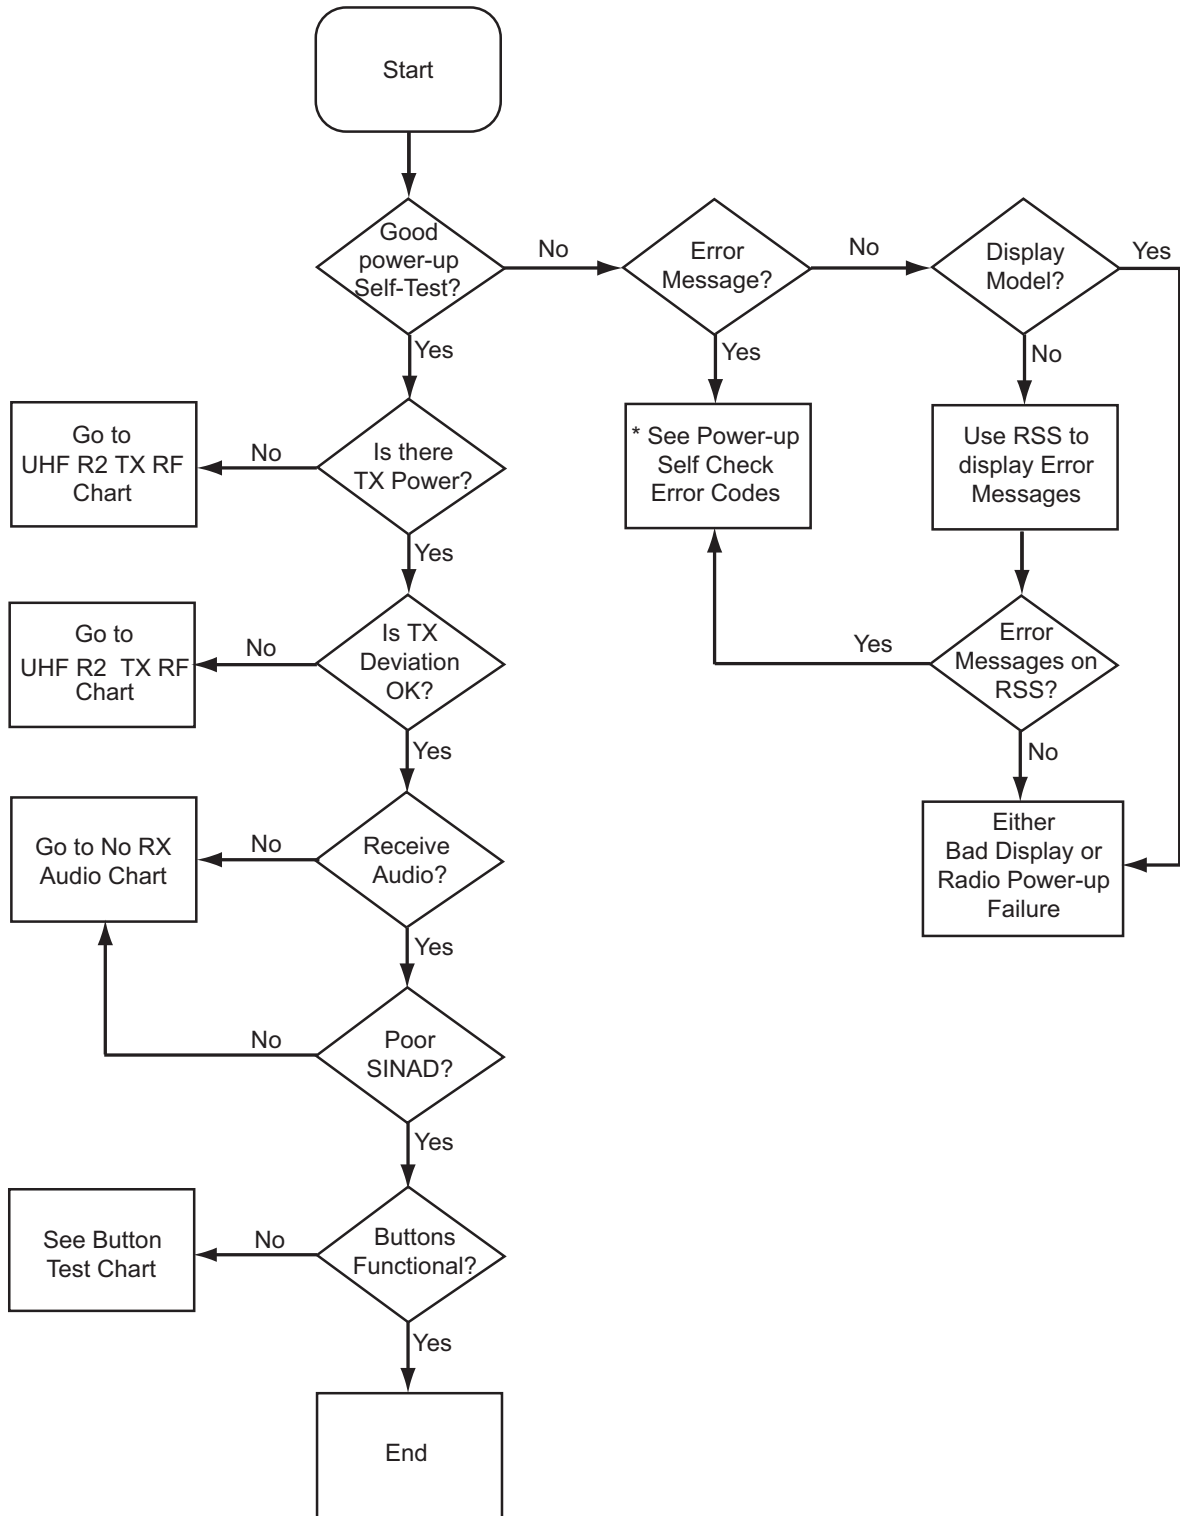 Start
Good
power-up
Self-Test?
No
Error
Message?
No
Display
Model?
Yes
Yes
Yes
No
Go to
UHF R2 TX RF
Chart
No
Is there
TX Power?
* See Power-up
Self Check
Error Codes
Use RSS to
display Error
Messages
Yes
Go to
UHF R2 TX RF
Chart
No
Is TX
Deviation
OK?
Yes
Error
Messages on
RSS?
Yes
No
Go to No RX
Audio Chart
No
Receive
Audio?
Either
Bad Display or
Radio Power-up
Failure
Yes
No
Poor
SINAD?
Yes
See Button
Test Chart
No
Buttons
Functional?
Yes
End